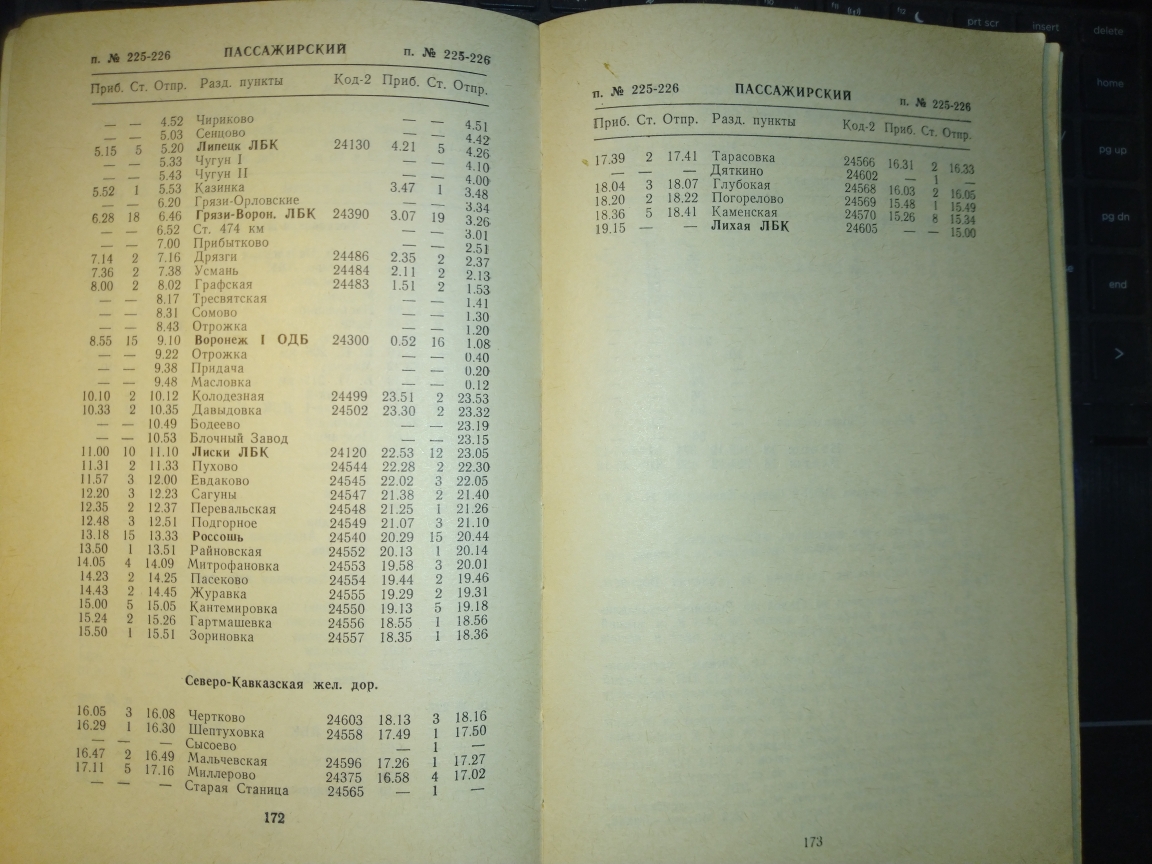 п. № 225-226 ПАССАЖИРСКИЙ п. № 225-226
Приб. Ст. Отпр. Разд. пункты Код-2 Приб. Ст. Отпр.
— — 4.52 Чириково — — 4.51
— — 5.03 Сенцово — — 4.42
5.15 5 5.20 Липецк ЛБК 24130 4.21 5 4.26
— — 5.33 Чугун I — — 4.10
— — 5.43 Чугун II — — 4.00
5.52 1 5.53 Казинка 3.47 1 3.48
— — 6.20 Грязи-Орловские — — 3.34
6.28 18 6.46 Грязи-Ворон. ЛБК 24390 3.07 19 3.26
— — 6.52 Ст. 474 км — — 3.01
— — 7.00 Прибытково — — 2.51
7.14 2 7.16 Дрязги 24486 2.35 2 2.37
7.36 2 7.38 Усмань 24484 2.11 2 2.13
8.00 2 8.02 Графская 24483 1.51 2 1.53
— — 8.17 Тресвятская — — 1.41
— — 8.31 Сомово — — 1.30
— — 8.43 Отрожка — — 1.20
8.55 15 9.10 Воронеж I ОДБ 24300 0.52 16 1.08
— — 9.22 Отрожка — — 0.40
— — 9.38 Придача — — 0.20
— — 9.48 Масловка — — 0.12
10.10 2 10.12 Колодезная 24499 23.51 2 23.53
10.33 2 10.35 Давыдовка 24502 23.30 2 23.32
— — 10.49 Бодеево — — 23.19
— — 10.53 Блочный Завод — — 23.15
11.00 10 11.10 Лиски ЛБК 24120 22.53 12 23.05
11.31 2 11.33 Пухово 24544 22.28 2 22.30
11.57 3 12.00 Евдаково 24545 22.02 3 22.05
12.20 3 12.23 Сагуны 24547 21.38 2 21.40
12.35 2 12.37 Перевальская 24548 21.25 1 21.26
12.48 3 12.51 Подгорное 24549 21.07 3 21.10
13.18 15 13.33 Россошь 24540 20.29 15 20.44
13.50 1 13.51 Райновская 24552 20.13 1 20.14
14.05 4 14.09 Митрофановка 24553 19.58 3 20.01
14.23 2 14.25 Пасеково 24554 19.44 2 19.46
14.43 2 14.45 Журавка 24555 19.29 2 19.31
15.00 5 15.05 Кантемировка 24550 19.13 5 19.18
15.24 2 15.26 Гартмашевка 24556 18.55 1 18.56
15.50 1 15.51 Зориновка 24557 18.35 1 18.36
Северо-Кавказская жел. дор.
16.05 3 16.08 Чертково 24603 18.13 3 18.16
16.29 1 16.30 Шептуховка 24558 17.49 1 17.50
— — — Сысоево — 1 —
16.47 2 16.49 Мальчевская 24596 17.26 1 17.27
17.11 5 17.16 Миллерово 24375 16.58 4 17.02
— — — Старая Станица 24565 — 1 —
172
п. № 225-226 ПАССАЖИРСКИЙ п. № 225-226
Приб. Ст. Отпр. Разд. пункты Код-2 Приб. Ст. Отпр.
17.39 2 17.41 Тарасовка 24566 16.31 2 16.33
— — — Дяткино 24602 — 1 —
18.04 3 18.07 Глубокая 24568 16.03 2 16.05
18.20 2 18.22 Погорелово 24569 15.48 1 15.49
18.36 5 18.41 Каменская 24570 15.26 8 15.34
19.15 — — Лихая ЛБК 24605 — — 15.00
173
prt scr
insert
delete
home
pg up
pg dn
end